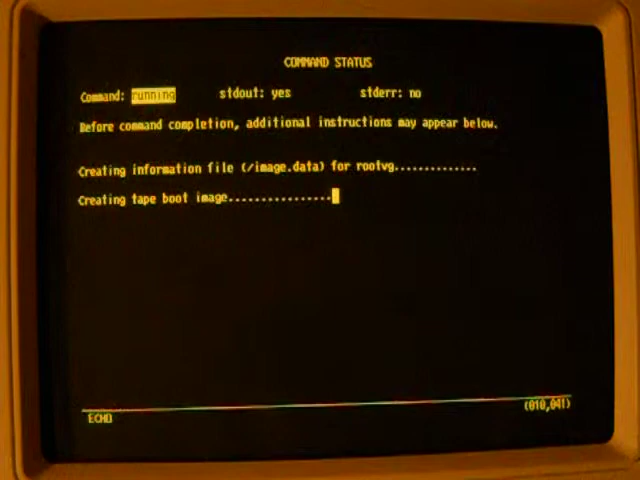 COMMAND STATUS
Command: running stdout: yes stderr: no
Before command completion, additional instructions may appear below.
Creating information file (/image.data) for rootvg..............
Creating tape boot image................
(010,041)
ECHO